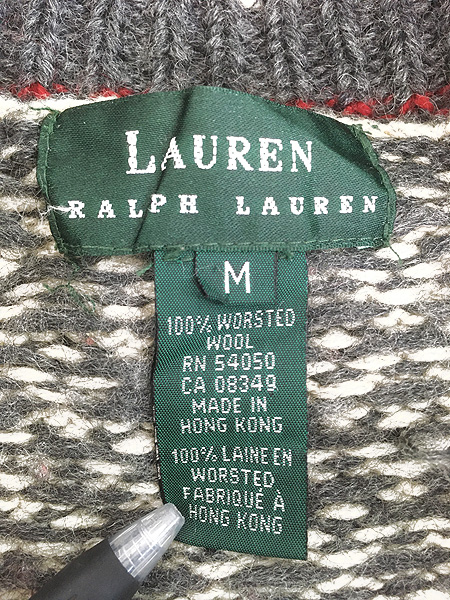 LAUREN
RALPH LAUREN
M
100% WORSTED
WOOL
RN 54050
CA 08349
MADE IN
HONG KONG
100% LAINE EN
WORSTED
FABRIQUÉ À
HONG KONG